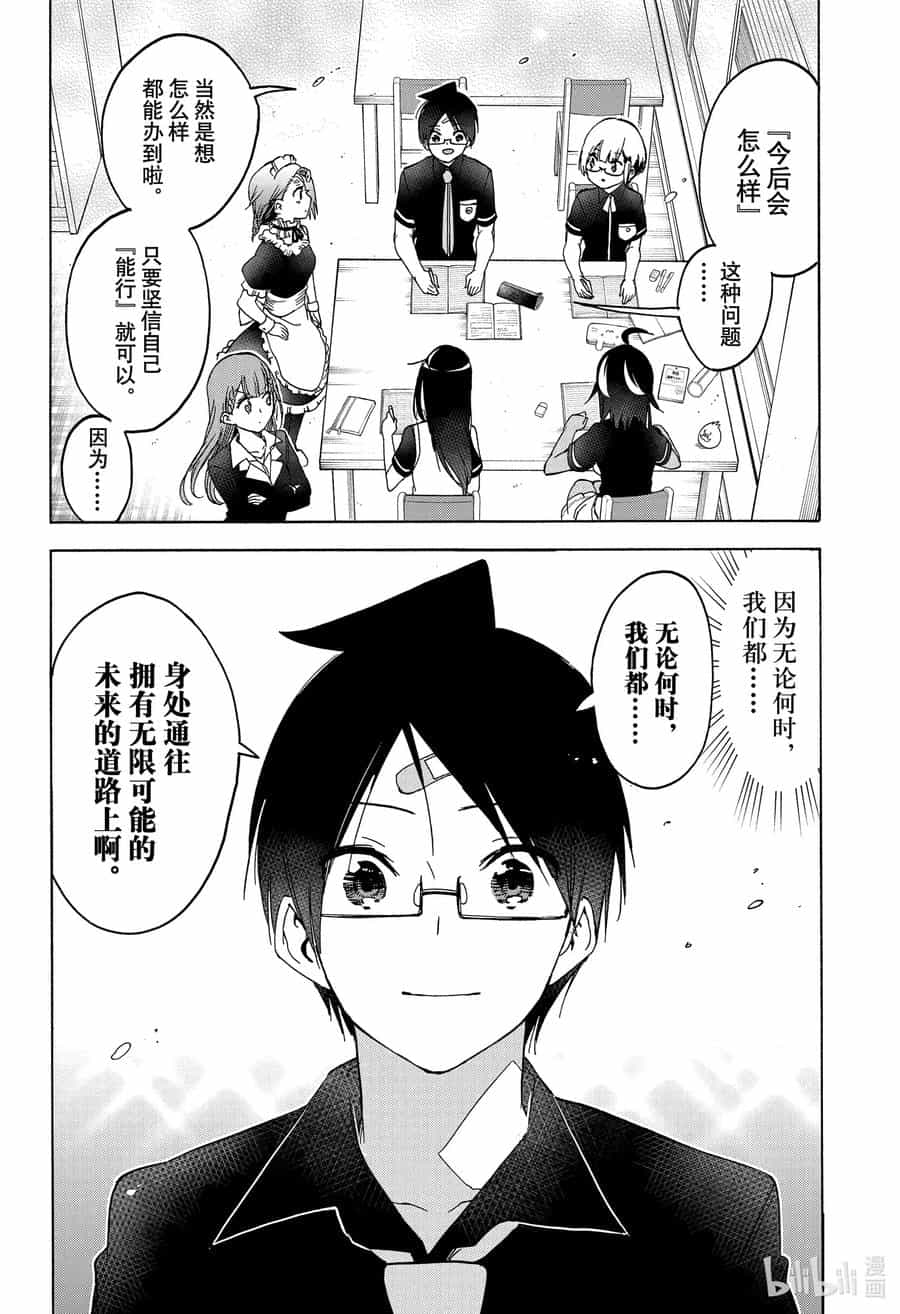 『今后会
怎么样』
这种问题
……
当然是想
怎么样
都能办到啦。
只要坚信自己
『能行』就可以。
因为……
因为无论何时，
我们都……
无论何时，
我们都……
身处通往
拥有无限可能的
未来的道路上啊。
bilibili
漫画